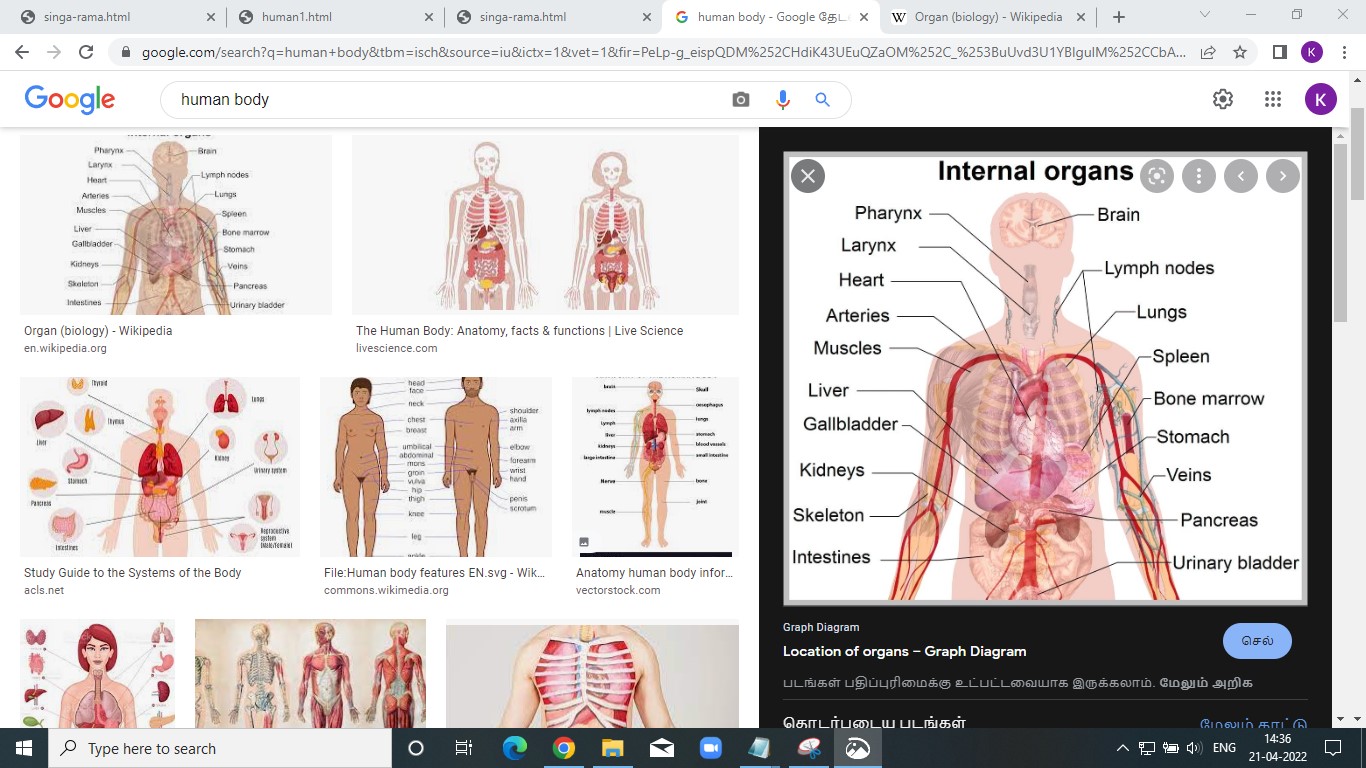 singa-rama.html
human1.html
singa-rama.html
human body - Google தேட
Organ (biology) - Wikipedia
google.com/search?q=human+body&tbm=isch&source=iu&ictx=1&vet=1&fir=PeLp-g_eispQDM%252CHdiK43UEuQZaOM%252C_%253BuUvd3U1YBIguIM%252CCbA...
K
Google
human body
K
Internal organs
Pharynx
Brain
Larynx
Lymph nodes
Heart
Lungs
Arteries
Muscles
Spleen
Liver
Bone marrow
Gallbladder
Stomach
Kidneys
Veins
Skeleton
Pancreas
Intestines
Urinary bladder
Organ (biology) - Wikipedia
en.wikipedia.org
The Human Body: Anatomy, facts & functions | Live Science
livescience.com
Thyroid
Lungs
Thymus
Liver
Kidney
Stomach
Urinary system
Pancreas
Intestines
Reproductive
system
(Male/Female)
Study Guide to the Systems of the Body
acls.net
head
face
neck
shoulder
axilla
arm
chest
breast
elbow
umbilical
abdominal
mons
forearm
groin
wrist
vulva
hand
hip
thigh
penis
scrotum
knee
leg
ankle
File:Human body features EN.svg - Wik...
commons.wikimedia.org
brain
Skull
lymph nodes
oesophagus
lymph
lungs
liver
stomach
kidneys
blood vessels
large intestine
small intestine
Nerve
bone
joint
muscle
Anatomy human body infor...
vectorstock.com
Internal organs
Pharynx
Brain
Larynx
Lymph nodes
Heart
Arteries
Lungs
Muscles
Spleen
Liver
Bone marrow
Gallbladder
Stomach
Kidneys
Veins
Skeleton
Pancreas
Intestines
Urinary bladder
Graph Diagram
Location of organs – Graph Diagram
செல்
படங்கள் பதிப்புரிமைக்கு உட்பட்டவையாக இருக்கலாம். மேலும் அறிக
தொடர்புடைய படங்கள்
மேலும் காட்டு
Type here to search
ENG
14:36
21-04-2022